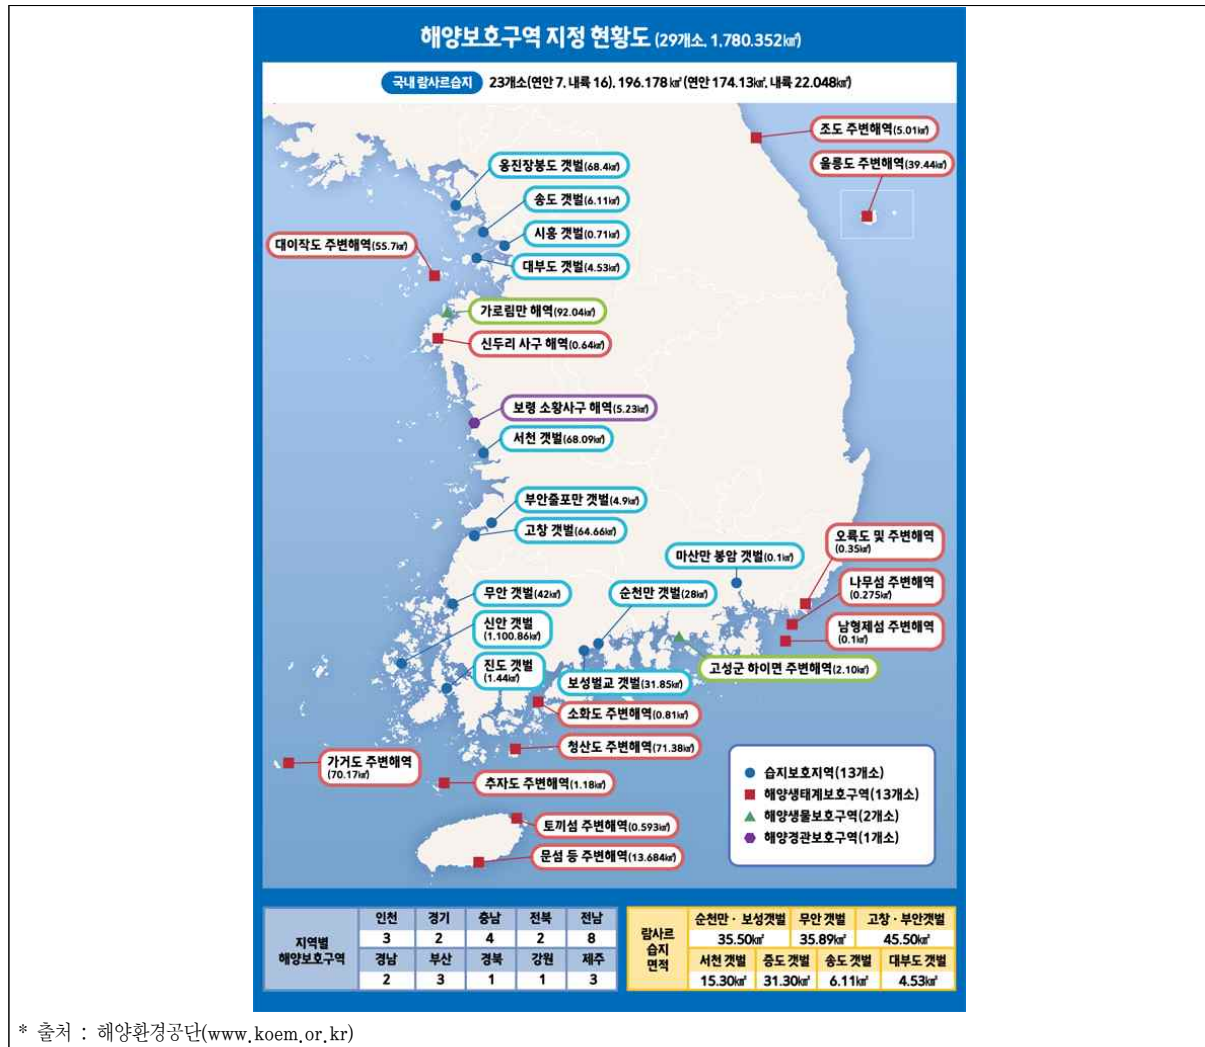 해양보호구역 지정 현황도 (29개소, 1,780.352㎢)
국내 람사르습지 23개소(연안 7, 내륙 16), 196.178㎢(연안 174.13㎢, 내륙 22.048㎢)
조도 주변해역(5.01㎢)
울릉도 주변해역(39.44㎢)
옹진장봉도 갯벌(68.4㎢)
송도 갯벌(6.11㎢)
시흥 갯벌(0.71㎢)
대이작도 주변해역(55.7㎢)
대부도 갯벌(4.53㎢)
가로림만 해역(92.04㎢)
신두리 사구 해역(0.64㎢)
보령 소황사구 해역(5.23㎢)
서천 갯벌(68.09㎢)
부안줄포만 갯벌(4.9㎢)
고창 갯벌(64.66㎢)
오륙도 및 주변해역
(0.35㎢)
마산만 봉암 갯벌(0.1㎢)
나무섬 주변해역
(0.275㎢)
무안 갯벌(42㎢)
순천만 갯벌(28㎢)
신안 갯벌
(1,100.86㎢)
남형제섬 주변해역
(0.1㎢)
진도 갯벌
(1.44㎢)
보성벌교 갯벌(31.85㎢)
고성군 하이면 주변해역(2.10㎢)
소화도 주변해역(0.81㎢)
청산도 주변해역(71.38㎢)
가거도 주변해역
(70.17㎢)
추자도 주변해역(1.18㎢)
토끼섬 주변해역(0.593㎢)
문섬 등 주변해역(13.684㎢)
습지보호지역(13개소)
해양생태계보호구역(13개소)
해양생물보호구역(2개소)
해양경관보호구역(1개소)
지역별
해양보호구역
인천 경기 충남 전북 전남
3 2 4 2 8
경남 부산 경북 강원 제주
2 3 1 1 3
람사르
습지
면적
순천만 · 보성갯벌 무안 갯벌 고창 · 부안갯벌
35.50㎢ 35.89㎢ 45.50㎢
서천 갯벌 증도 갯벌 송도 갯벌 대부도 갯벌
15.30㎢ 31.30㎢ 6.11㎢ 4.53㎢
* 출처 : 해양환경공단(www.koem.or.kr)